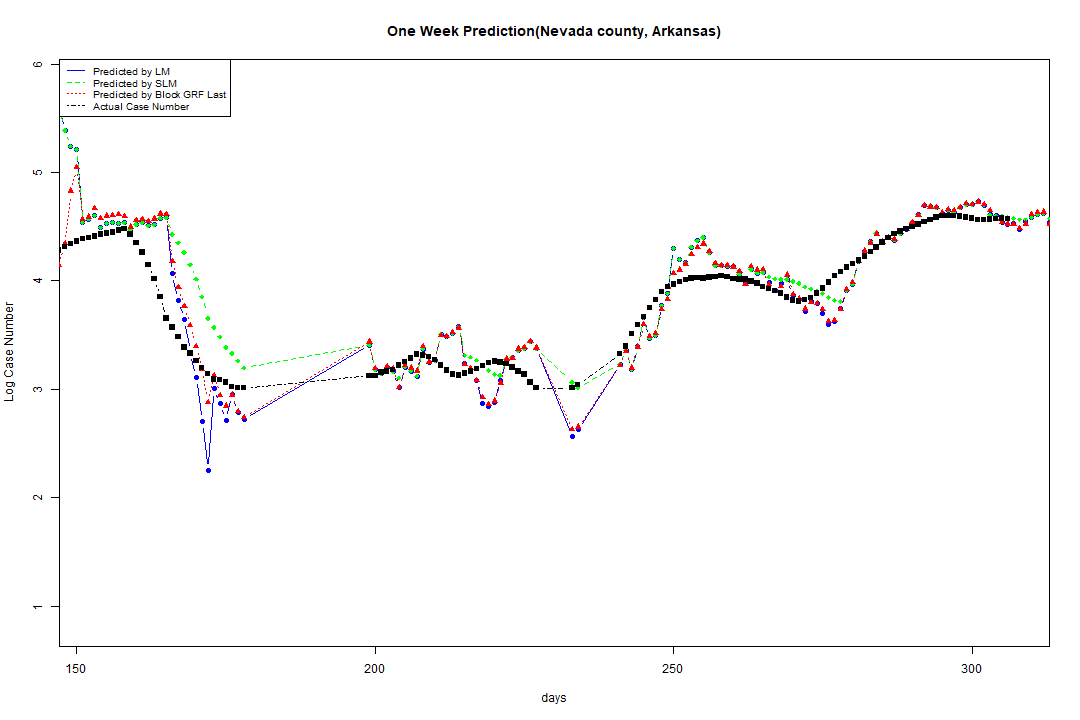 One Week Prediction(Nevada county, Arkansas)
Predicted by LM
Predicted by SLM
Predicted by Block GRF Last
Actual Case Number
Log Case Number
6
5
4
3
2
1
150 200 250 300
days